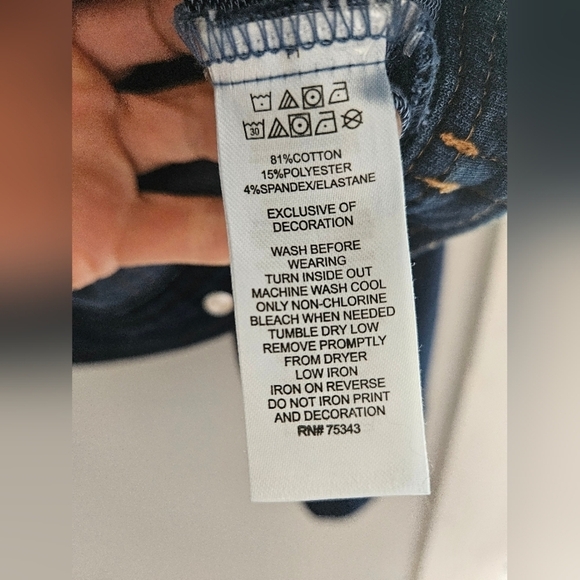 30
81%COTTON
15%POLYESTER
4%SPANDEX/ELASTANE
EXCLUSIVE OF
DECORATION
WASH BEFORE
WEARING
TURN INSIDE OUT
MACHINE WASH COOL
ONLY NON-CHLORINE
BLEACH WHEN NEEDED
TUMBLE DRY LOW
REMOVE PROMPTLY
FROM DRYER
LOW IRON
IRON ON REVERSE
DO NOT IRON PRINT
AND DECORATION
RN# 75343